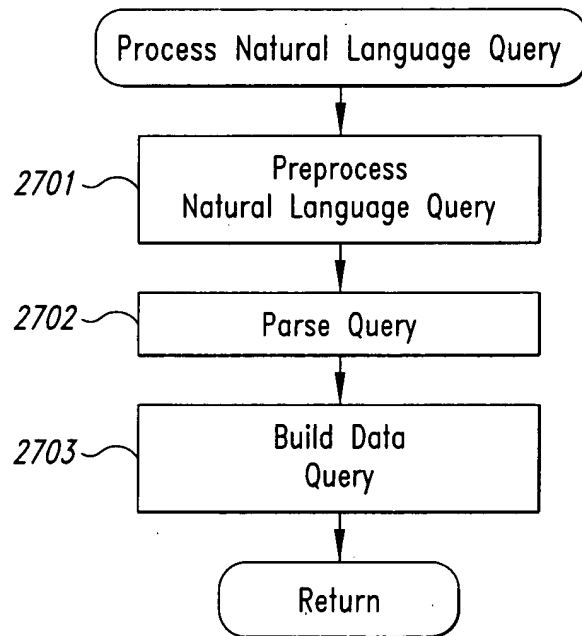 Process Natural Language Query
2701
Preprocess
Natural Language Query
2702
Parse Query
2703
Build Data
Query
Return